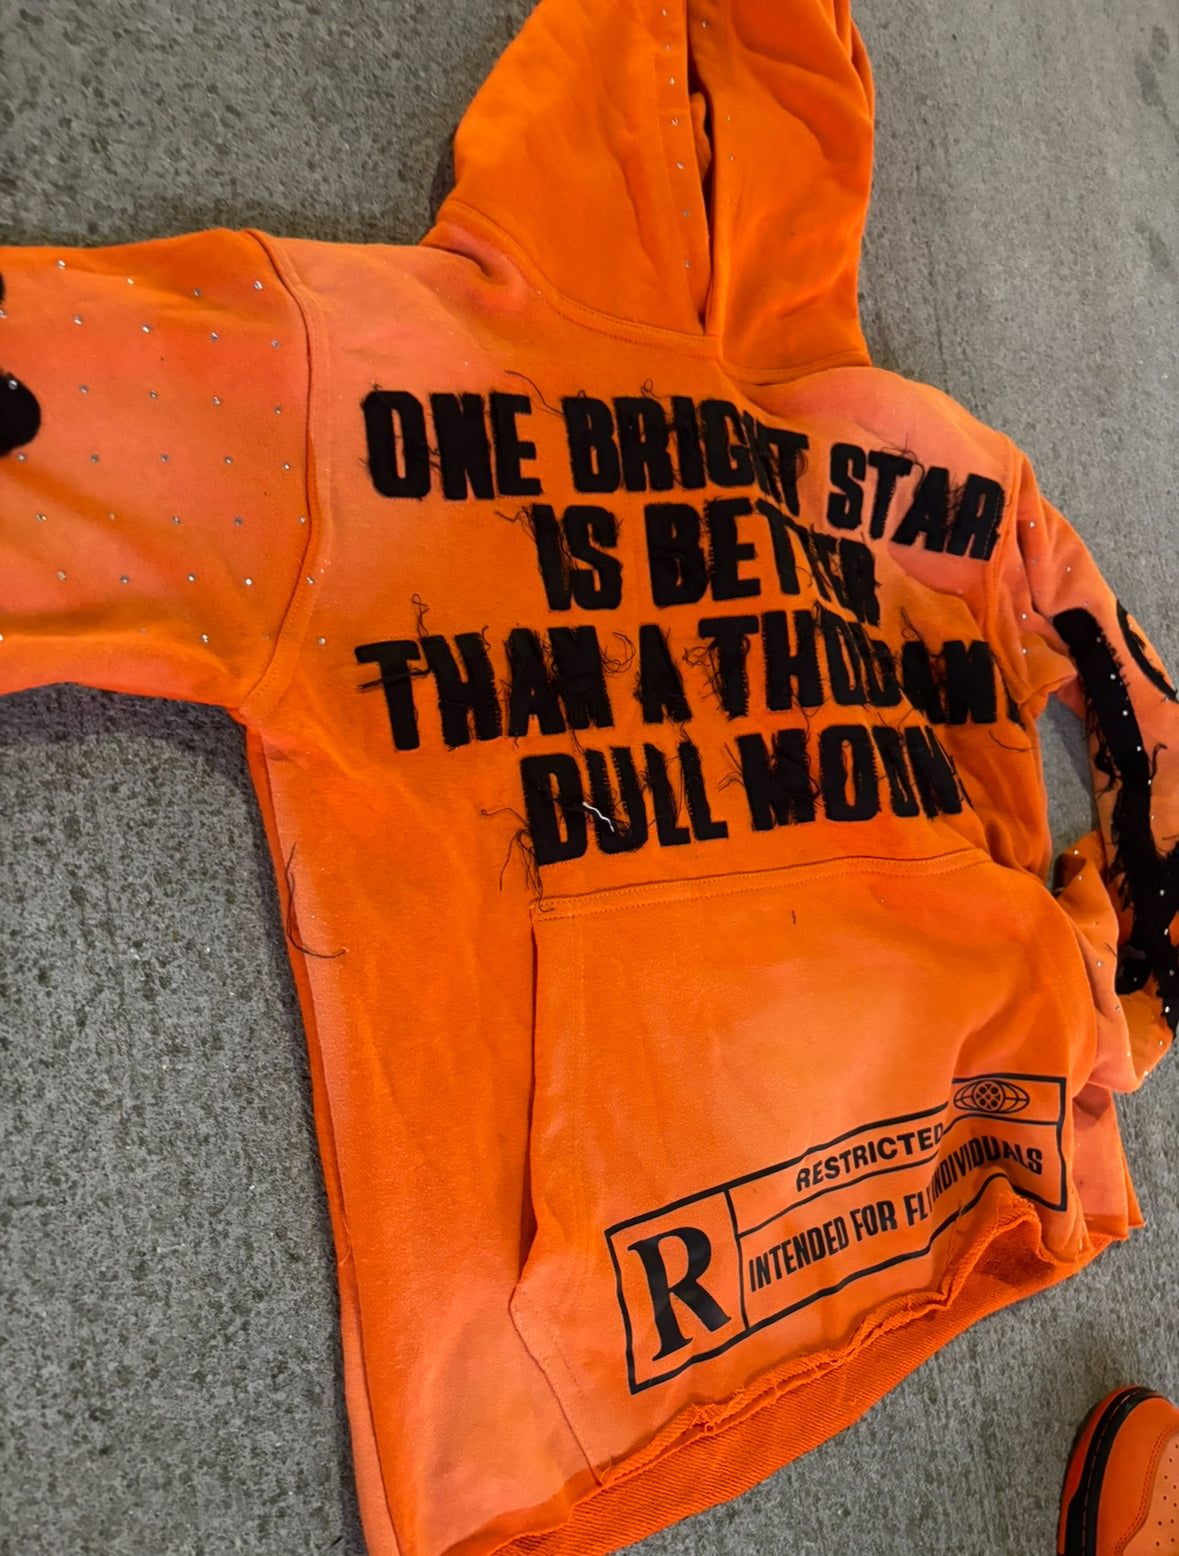 ONE BRIGHT STAR
IS BETTER
THAN A THOUSAND
DULL MOONS
RESTRICTED
R
INTENDED FOR FLY INDIVIDUALS